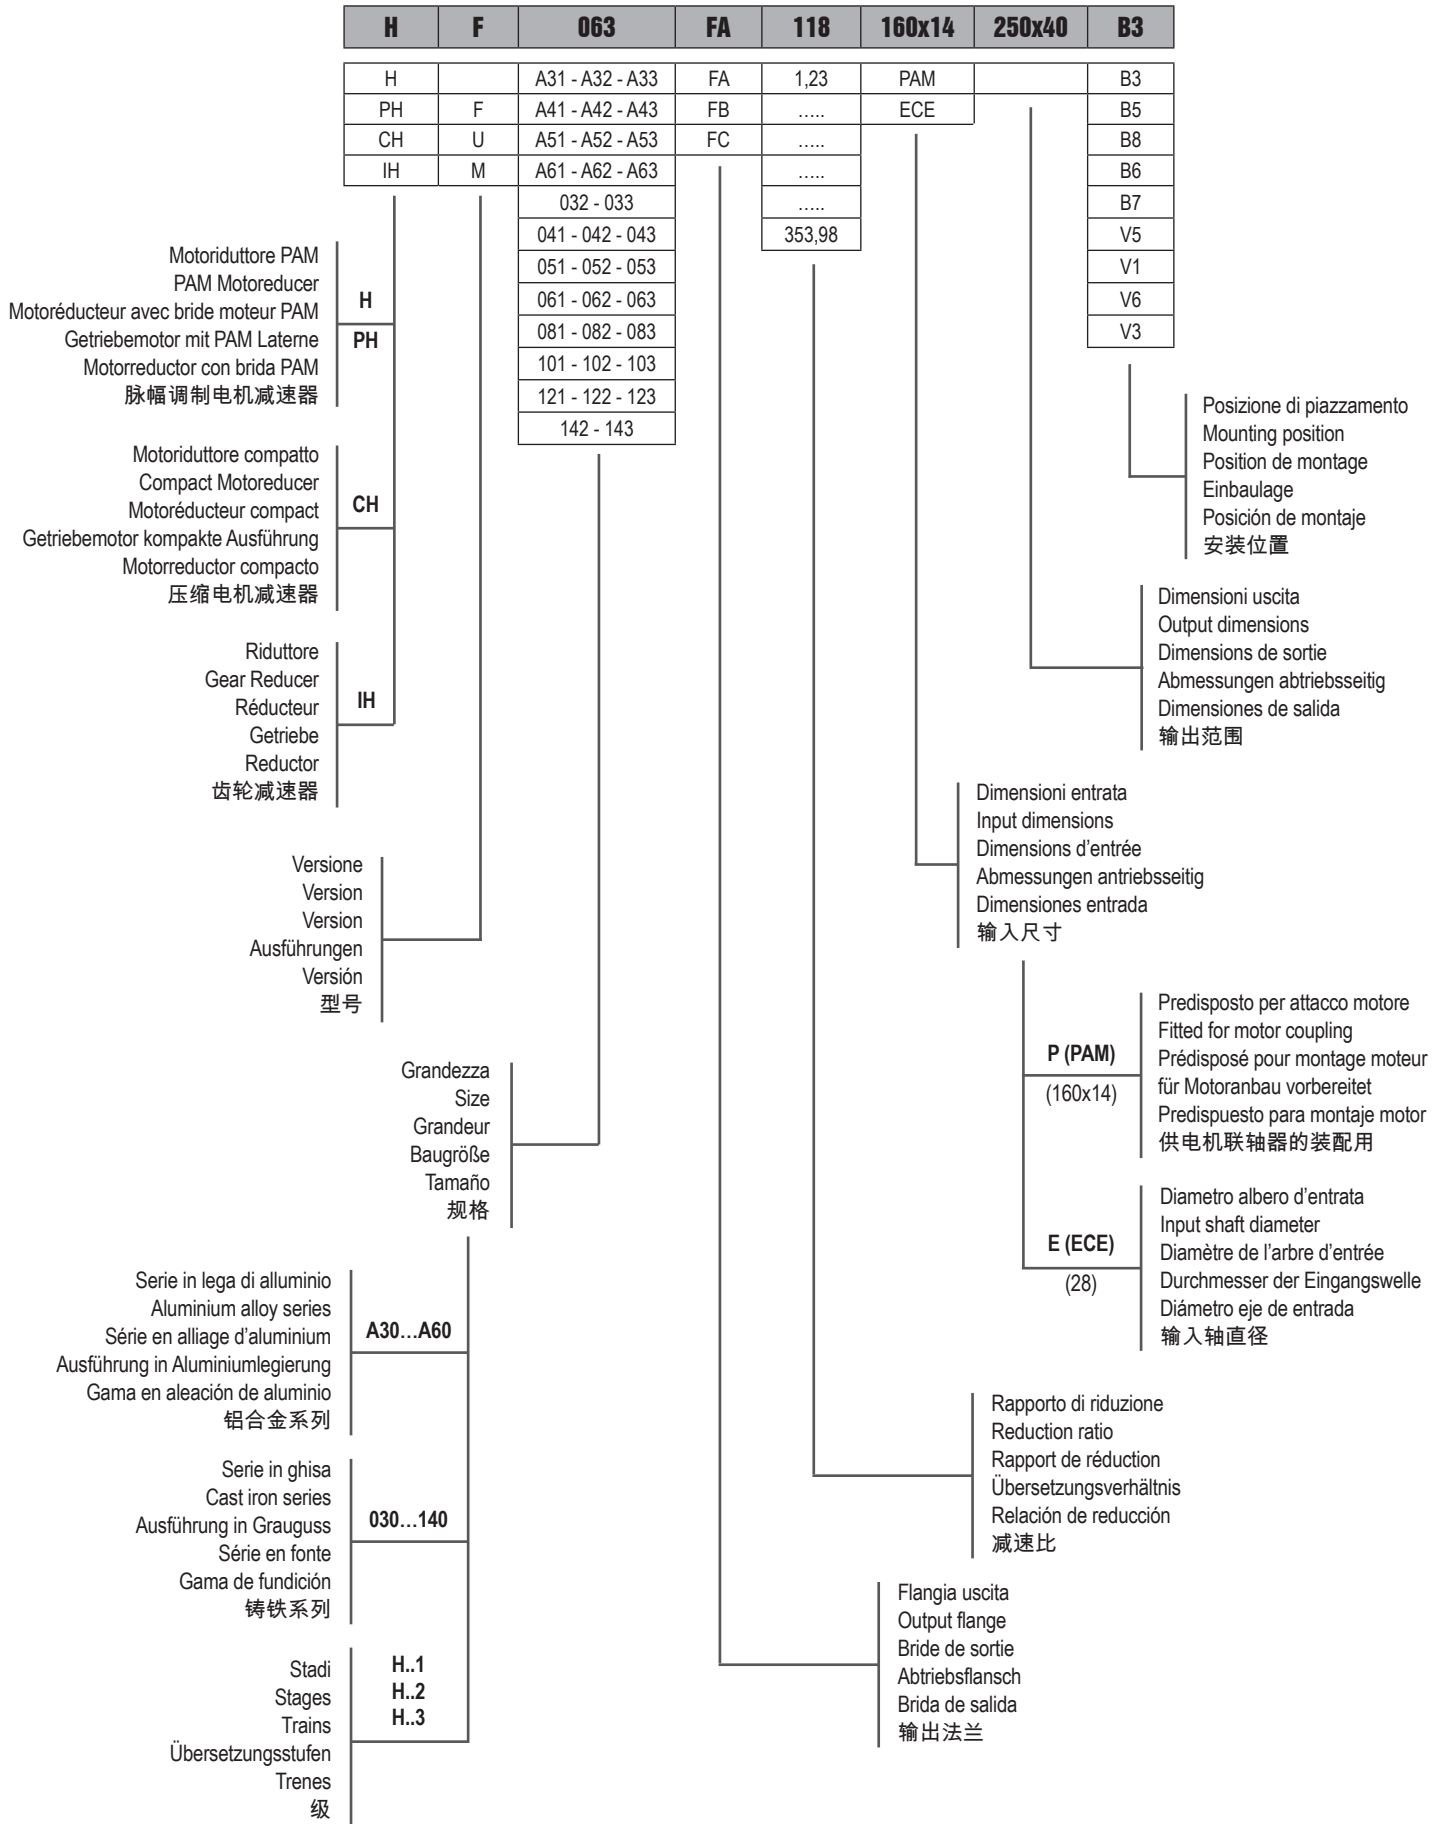 H F 063 FA 118 160x14 250x40 B3
H A31 - A32 - A33 FA 1,23 PAM B3
PH F A41 - A42 - A43 FB ..... ECE B5
CH U A51 - A52 - A53 FC ..... B8
IH M A61 - A62 - A63 ..... B6
032 - 033 ..... B7
041 - 042 - 043 353,98 V5
051 - 052 - 053 V1
061 - 062 - 063 V6
081 - 082 - 083 V3
101 - 102 - 103
121 - 122 - 123
142 - 143
Motoriduttore PAM
PAM Motoreducer
Motoréducteur avec bride moteur PAM
Getriebemotor mit PAM Laterne
Motorreductor con brida PAM
脉幅调制电机减速器
H
PH
Motoriduttore compatto
Compact Motoreducer
Motoréducteur compact
Getriebemotor kompakte Ausführung
Motorreductor compacto
压缩电机减速器
CH
Riduttore
Gear Reducer
Réducteur
Getriebe
Reductor
齿轮减速器
IH
Versione
Version
Version
Ausführungen
Versión
型号
Grandezza
Size
Grandeur
Baugröße
Tamaño
规格
Serie in lega di alluminio
Aluminium alloy series
Série en alliage d’aluminium
Ausführung in Aluminiumlegierung
Gama en aleación de aluminio
铝合金系列
A30…A60
Serie in ghisa
Cast iron series
Ausführung in Grauguss
Série en fonte
Gama de fundición
铸铁系列
030…140
Stadi
Stages
Trains
Übersetzungsstufen
Trenes
级
H..1
H..2
H..3
Posizione di piazzamento
Mounting position
Position de montage
Einbaulage
Posición de montaje
安装位置
Dimensioni uscita
Output dimensions
Dimensions de sortie
Abmessungen abtriebsseitig
Dimensiones de salida
输出范围
Dimensioni entrata
Input dimensions
Dimensions d’entrée
Abmessungen antriebsseitig
Dimensiones entrada
输入尺寸
P (PAM)
(160x14)
Predisposto per attacco motore
Fitted for motor coupling
Prédisposé pour montage moteur
für Motoranbau vorbereitet
Predispuesto para montaje motor
供电机联轴器的装配用
E (ECE)
(28)
Diametro albero d’entrata
Input shaft diameter
Diamètre de l’arbre d’entrée
Durchmesser der Eingangswelle
Diámetro eje de entrada
输入轴直径
Rapporto di riduzione
Reduction ratio
Rapport de réduction
Übersetzungsverhältnis
Relación de reducción
减速比
Flangia uscita
Output flange
Bride de sortie
Abtriebsflansch
Brida de salida
输出法兰